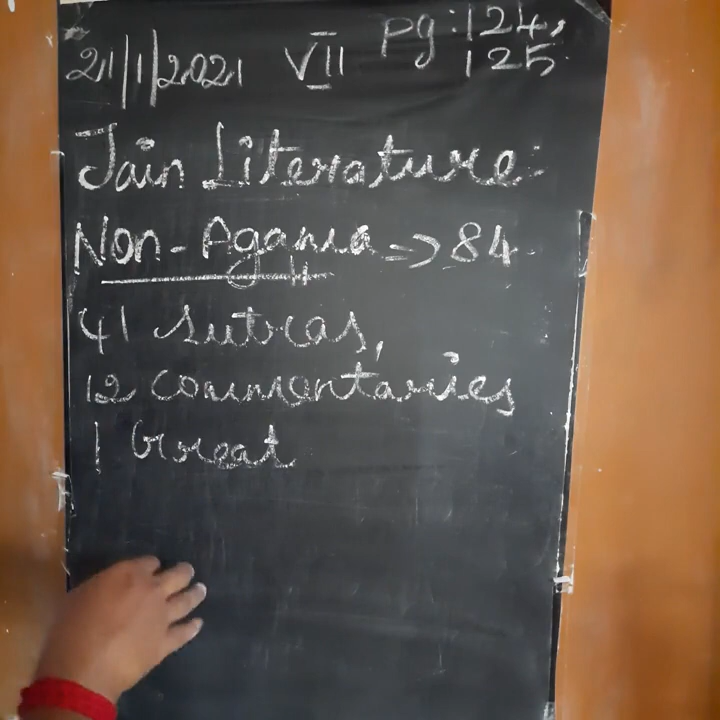 21/1/2021 VII pg:124,
125
Jain Literature:
Non-Agama => 84
41 Sutras,
12 commentaries
1 Great